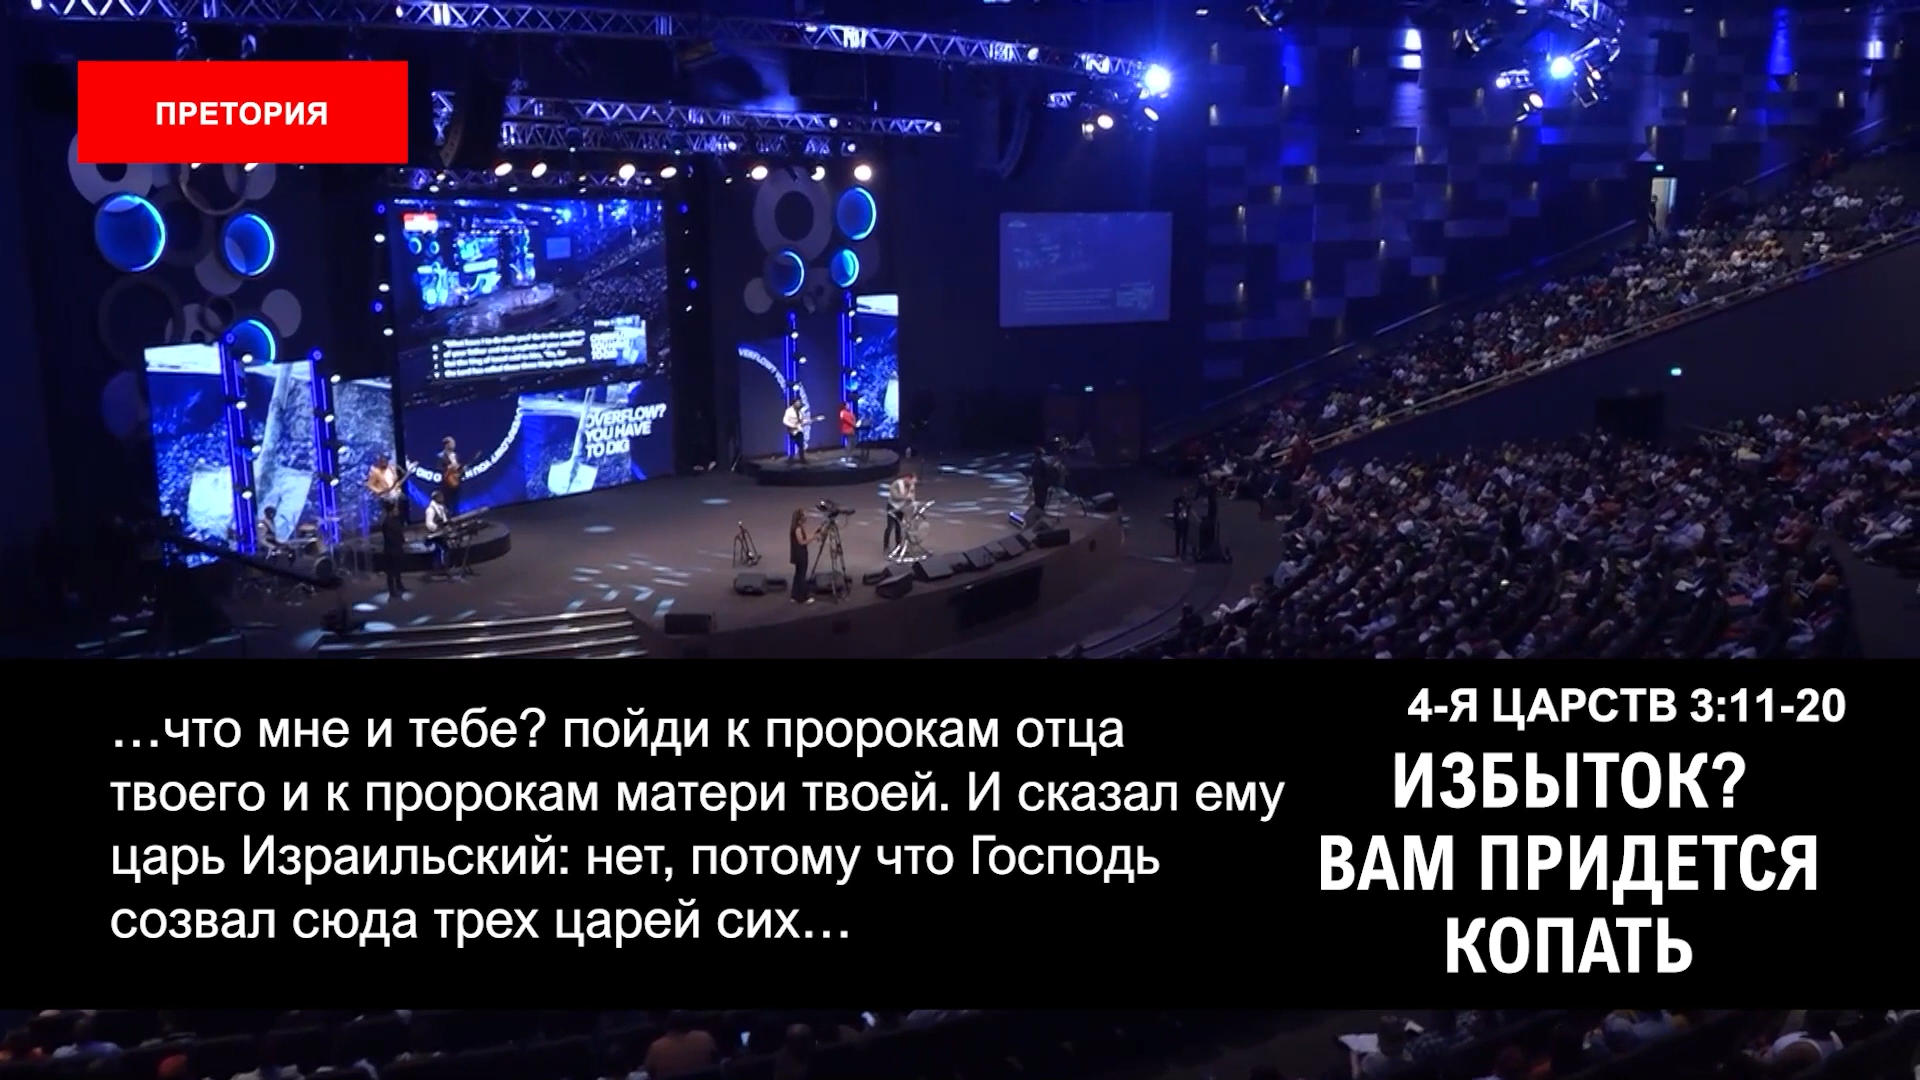 ПРЕТОРИЯ
OVERFLOW?
YOU HAVE
TO DIG
…что мне и тебе? пойди к пророкам отца
твоего и к пророкам матери твоей. И сказал ему
царь Израильский: нет, потому что Господь
созвал сюда трех царей сих…
4-Я ЦАРСТВ 3:11-20
ИЗБЫТОК?
ВАМ ПРИДЕТСЯ
КОПАТЬ